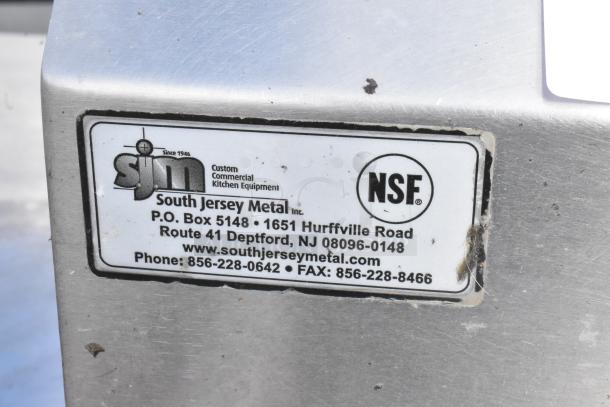 Since 1946
sjm
Custom
Commercial
Kitchen Equipment
NSF®
South Jersey Metal Inc.
P.O. Box 5148 • 1651 Hurffville Road
Route 41 Deptford, NJ 08096-0148
www.southjerseymetal.com
Phone: 856-228-0642 • FAX: 856-228-8466